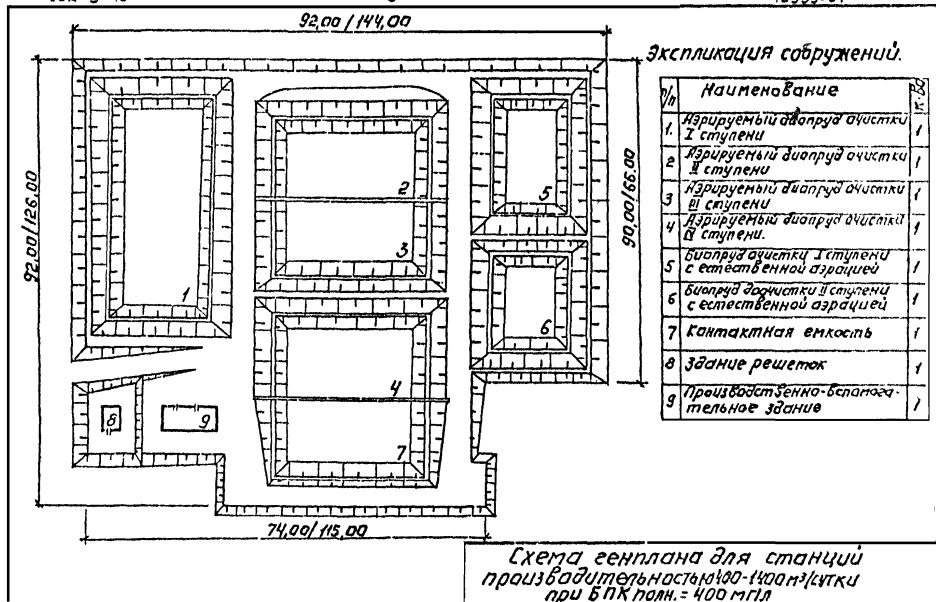 92,00/144,00
Экспликация сооружений.
92,00/126,00
90,00/66,00
74,00/115,00
1
2
3
4
5
6
7
8
9
п/п Наименование к-во
1. Аэрируемый биопруд очистки I ступени 1
2 Аэрируемый биопруд очистки II ступени 1
3 Аэрируемый биопруд очистки III ступени 1
4 Аэрируемый биопруд очистки IV ступени. 1
5 Биопруд очистки I ступени с естественной аэрацией 1
6 Биопруд доочистки II ступени с естественной аэрацией 1
7 Контактная емкость 1
8 Здание решеток 1
9 Производственно-вспомогательное здание 1
Схема генплана для станций
производительностью 400-1400 м³/сутки
при БПК полн. = 400 мг/л